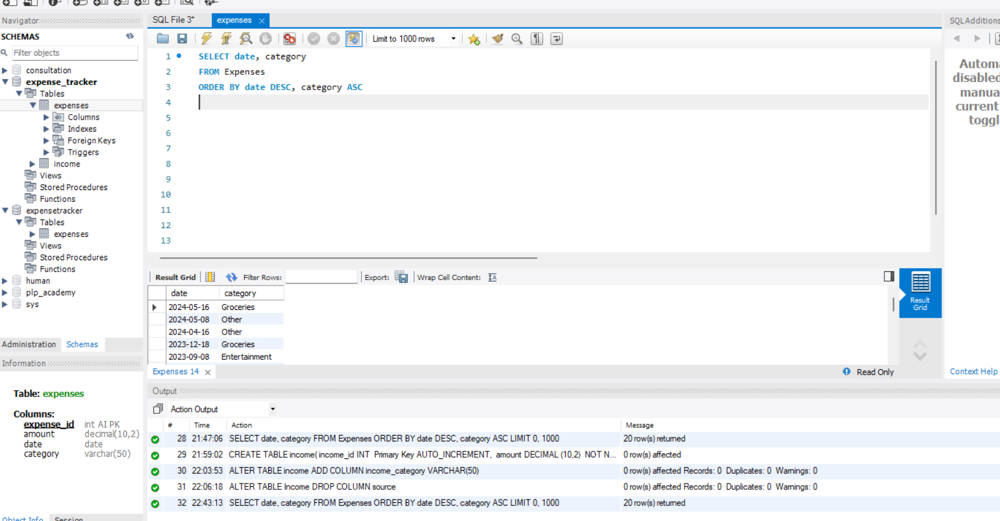 Navigator
SCHEMAS
Filter objects
consultation
expense_tracker
Tables
expenses
Columns
Indexes
Foreign Keys
Triggers
income
Views
Stored Procedures
Functions
expensetracker
Tables
expenses
Views
Stored Procedures
Functions
human
plp_academy
sys
Administration Schemas
Information
Table: expenses
Columns:
expense_id int AI PK
amount decimal(10,2)
date date
category varchar(50)
Object Info Session
SQL File 3* expenses
Limit to 1000 rows
1 SELECT date, category
2 FROM Expenses
3 ORDER BY date DESC, category ASC
4
5
6
7
8
9
10
11
12
13
Result Grid Filter Rows: Export: Wrap Cell Content:
date category
2024-05-16 Groceries
2024-05-08 Other
2024-04-16 Other
2023-12-18 Groceries
2023-09-08 Entertainment
Result
Grid
Expenses 14 Read Only
Output
Action Output
# Time Action Message
28 21:47:06 SELECT date, category FROM Expenses ORDER BY date DESC, category ASC LIMIT 0, 1000 20 row(s) returned
29 21:59:02 CREATE TABLE income( income_id INT Primary Key AUTO_INCREMENT, amount DECIMAL (10,2) NOT N... 0 row(s) affected
30 22:03:53 ALTER TABLE income ADD COLUMN income_category VARCHAR(50) 0 row(s) affected Records: 0 Duplicates: 0 Warnings: 0
31 22:06:18 ALTER TABLE Income DROP COLUMN source 0 row(s) affected Records: 0 Duplicates: 0 Warnings: 0
32 22:43:13 SELECT date, category FROM Expenses ORDER BY date DESC, category ASC LIMIT 0, 1000 20 row(s) returned
SQLAdditions
Automa
disabled
manua
current
toggl
Context Help